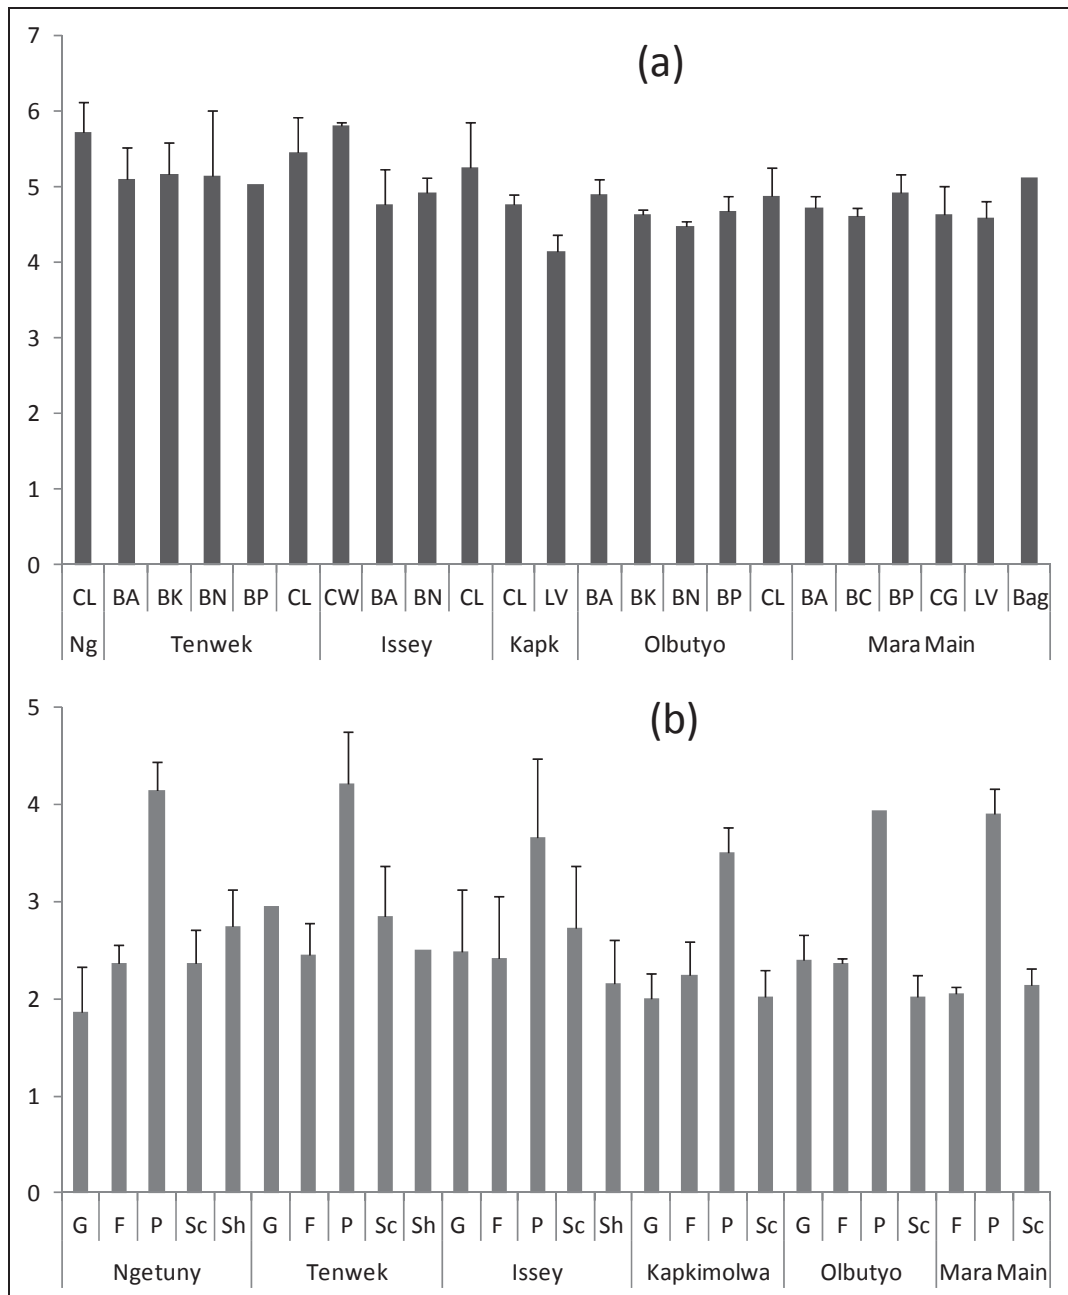 (a)
7
6
5
4
3
2
1
0
CL BA BK BN BP CL CW BA BN CL CL LV BA BK BN BP CL BA BC BP CG LV Bag
Ng Tenwek Issey Kapk Olbutyo Mara Main
(b)
5
4
3
2
1
0
G F P Sc Sh G F P Sc Sh G F P Sc Sh G F P Sc G F P Sc F P Sc
Ngetuny Tenwek Issey Kapkimolwa Olbutyo Mara Main